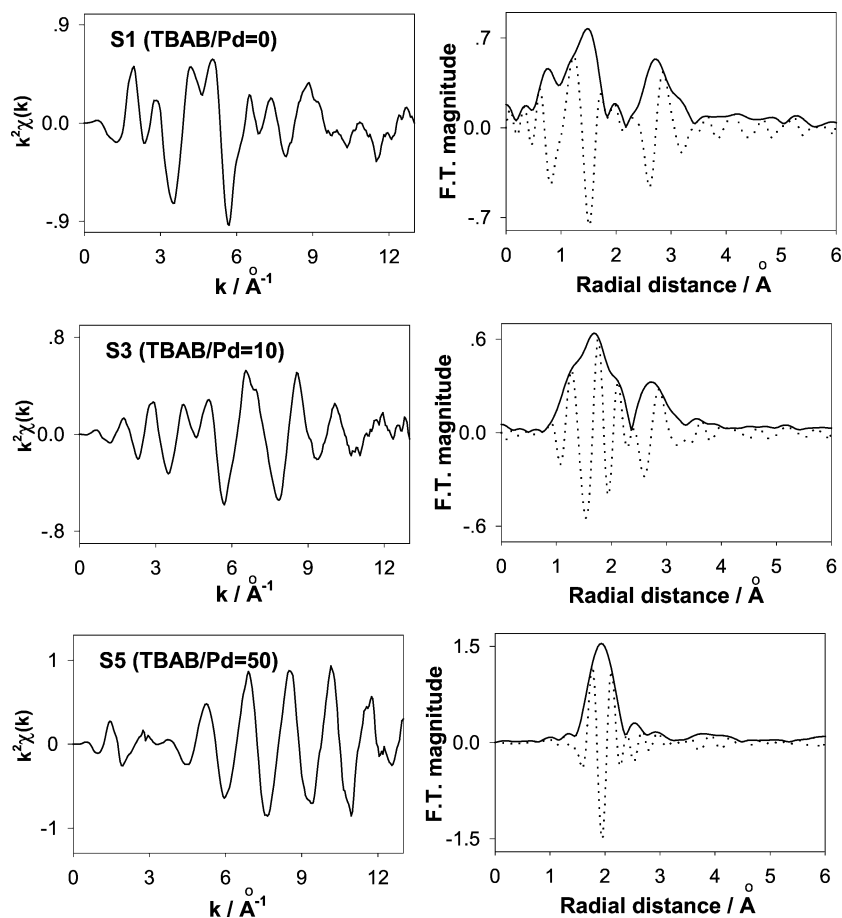 .9
0.0
-.9
k²χ(k)
S1 (TBAB/Pd=0)
0 3 6 9 12
k / Å⁻¹
.7
0.0
-.7
F.T. magnitude
0 1 2 3 4 5 6
Radial distance / Å
.8
0.0
-.8
k²χ(k)
S3 (TBAB/Pd=10)
0 3 6 9 12
k / Å⁻¹
.6
0.0
-.6
F.T. magnitude
0 1 2 3 4 5 6
Radial distance / Å
1
0
-1
k²χ(k)
S5 (TBAB/Pd=50)
0 3 6 9 12
k / Å⁻¹
1.5
0.0
-1.5
F.T. magnitude
0 1 2 3 4 5 6
Radial distance / Å